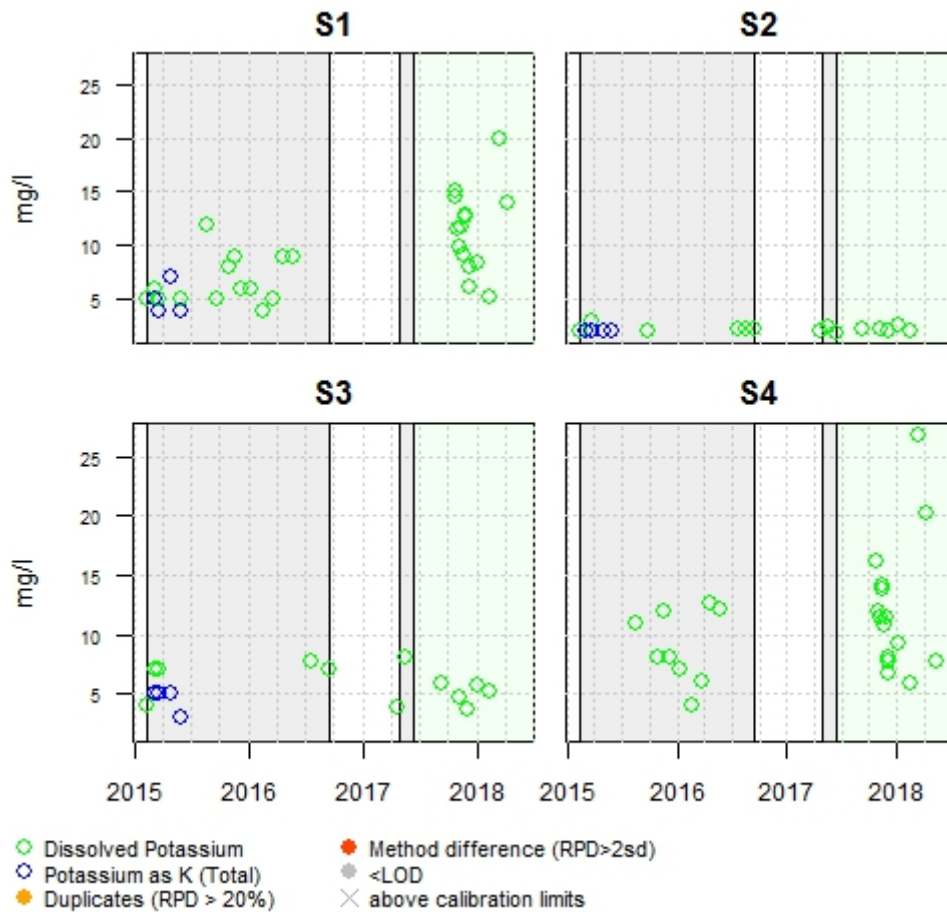 S1 S2
25
20
15
10
5
mg/l
S3 S4
25
20
15
10
5
mg/l
2015 2016 2017 2018 2015 2016 2017 2018
Dissolved Potassium Method difference (RPD>2sd)
Potassium as K (Total) <LOD
Duplicates (RPD > 20%) above calibration limits